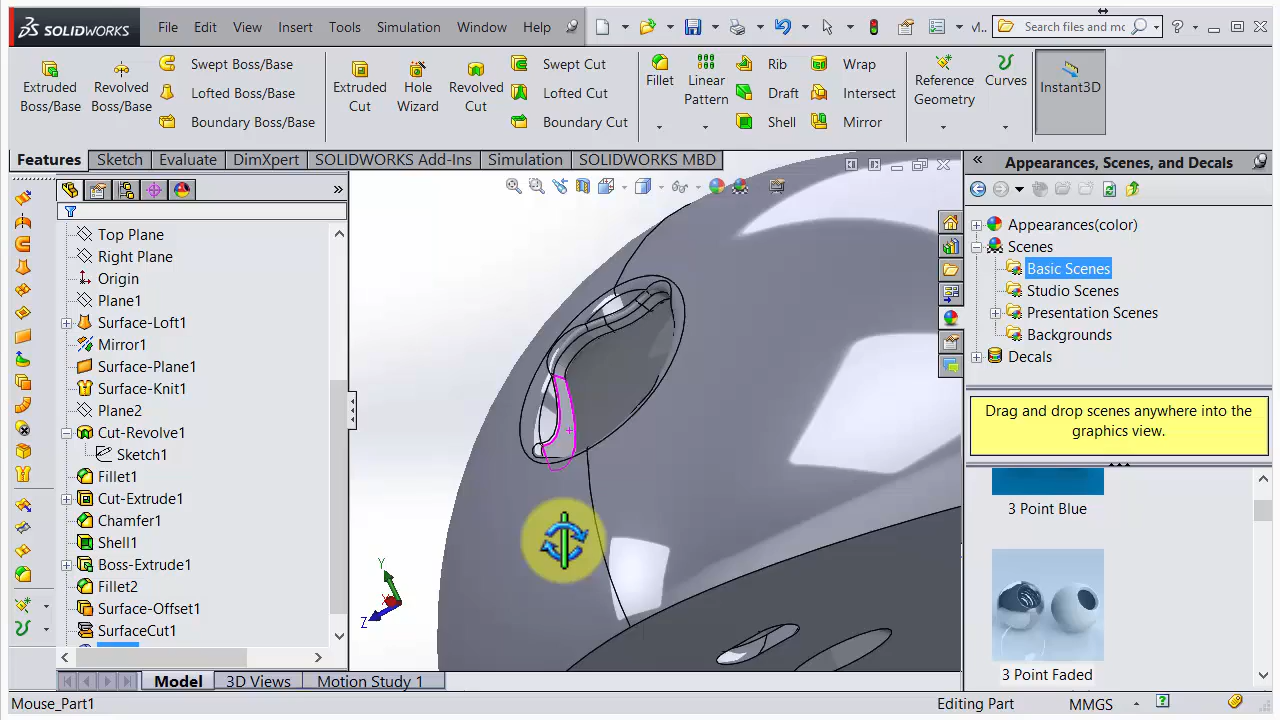 SOLIDWORKS File Edit View Insert Tools Simulation Window Help Search files and mc ?
Extruded Boss/Base
Revolved Boss/Base
Swept Boss/Base
Lofted Boss/Base
Boundary Boss/Base
Extruded Cut
Hole Wizard
Revolved Cut
Swept Cut
Lofted Cut
Boundary Cut
Fillet
Linear Pattern
Rib
Draft
Shell
Wrap
Intersect
Mirror
Reference Geometry
Curves
Instant3D
Features Sketch Evaluate DimXpert SOLIDWORKS Add-Ins Simulation SOLIDWORKS MBD
Top Plane
Right Plane
Origin
Plane1
Surface-Loft1
Mirror1
Surface-Plane1
Surface-Knit1
Plane2
Cut-Revolve1
Sketch1
Fillet1
Cut-Extrude1
Chamfer1
Shell1
Boss-Extrude1
Fillet2
Surface-Offset1
SurfaceCut1
Y
Z
Appearances, Scenes, and Decals
Appearances(color)
Scenes
Basic Scenes
Studio Scenes
Presentation Scenes
Backgrounds
Decals
Drag and drop scenes anywhere into the
graphics view.
3 Point Blue
3 Point Faded
Model 3D Views Motion Study 1
Mouse_Part1 Editing Part MMGS